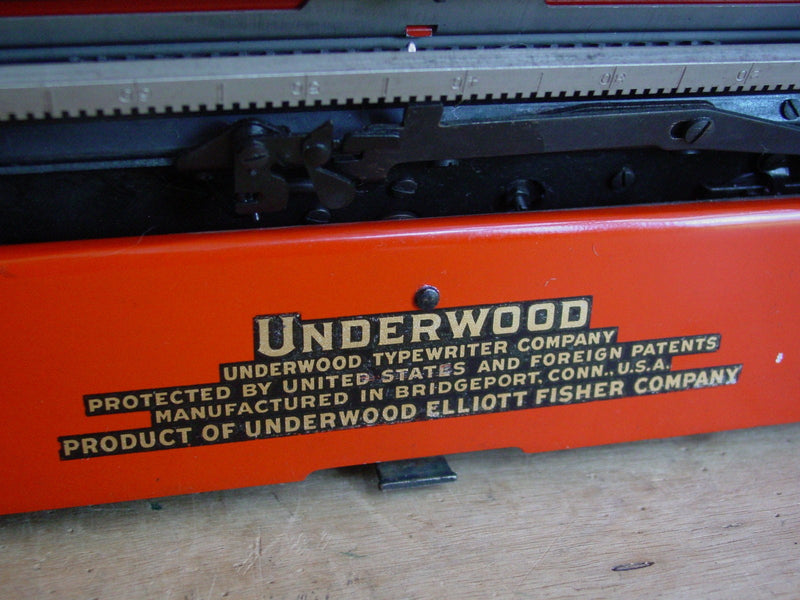 UNDERWOOD
UNDERWOOD TYPEWRITER COMPANY
PROTECTED BY UNITED STATES AND FOREIGN PATENTS
MANUFACTURED IN BRIDGEPORT, CONN., U.S.A.
PRODUCT OF UNDERWOOD ELLIOTT FISHER COMPANY